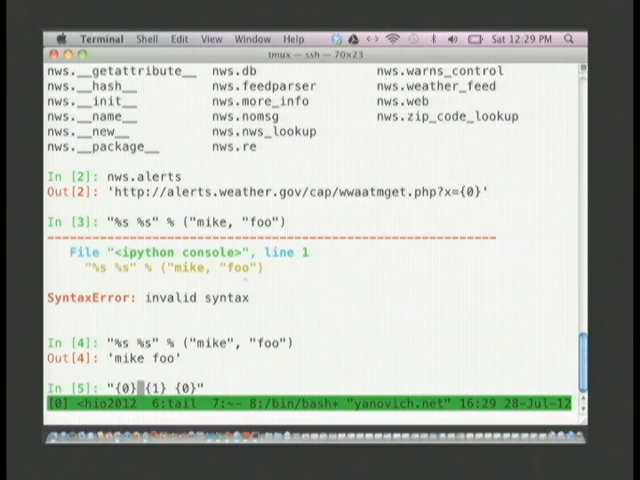 Terminal Shell Edit View Window Help Sat 12:29 PM
tmux — ssh — 70×23
nws.__getattribute__ nws.db nws.warns_control
nws.__hash__ nws.feedparser nws.weather_feed
nws.__init__ nws.more_info nws.web
nws.__name__ nws.nomsg nws.zip_code_lookup
nws.__new__ nws.nws_lookup
nws.__package__ nws.re
In [2]: nws.alerts
Out[2]: 'http://alerts.weather.gov/cap/wwaatmget.php?x={0}'
In [3]: "%s %s" % ("mike, "foo")
---------------------------------------------------------------
File "<ipython console>", line 1
"%s %s" % ("mike, "foo")
^
SyntaxError: invalid syntax
In [4]: "%s %s" % ("mike", "foo")
Out[4]: 'mike foo'
In [5]: "{0} {1} {0}"
[0] <hio2012 6:tail 7:~- 8:/bin/bash* "yanovich.net" 16:29 28-Jul-12